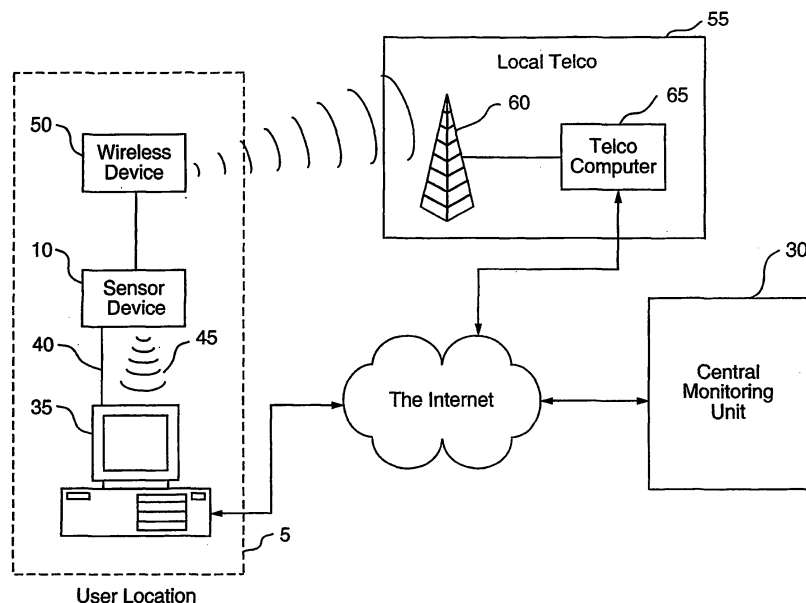 55
Local Telco
60
65
Telco
Computer
50
Wireless
Device
10
Sensor
Device
40
45
35
The Internet
30
Central
Monitoring
Unit
5
User Location